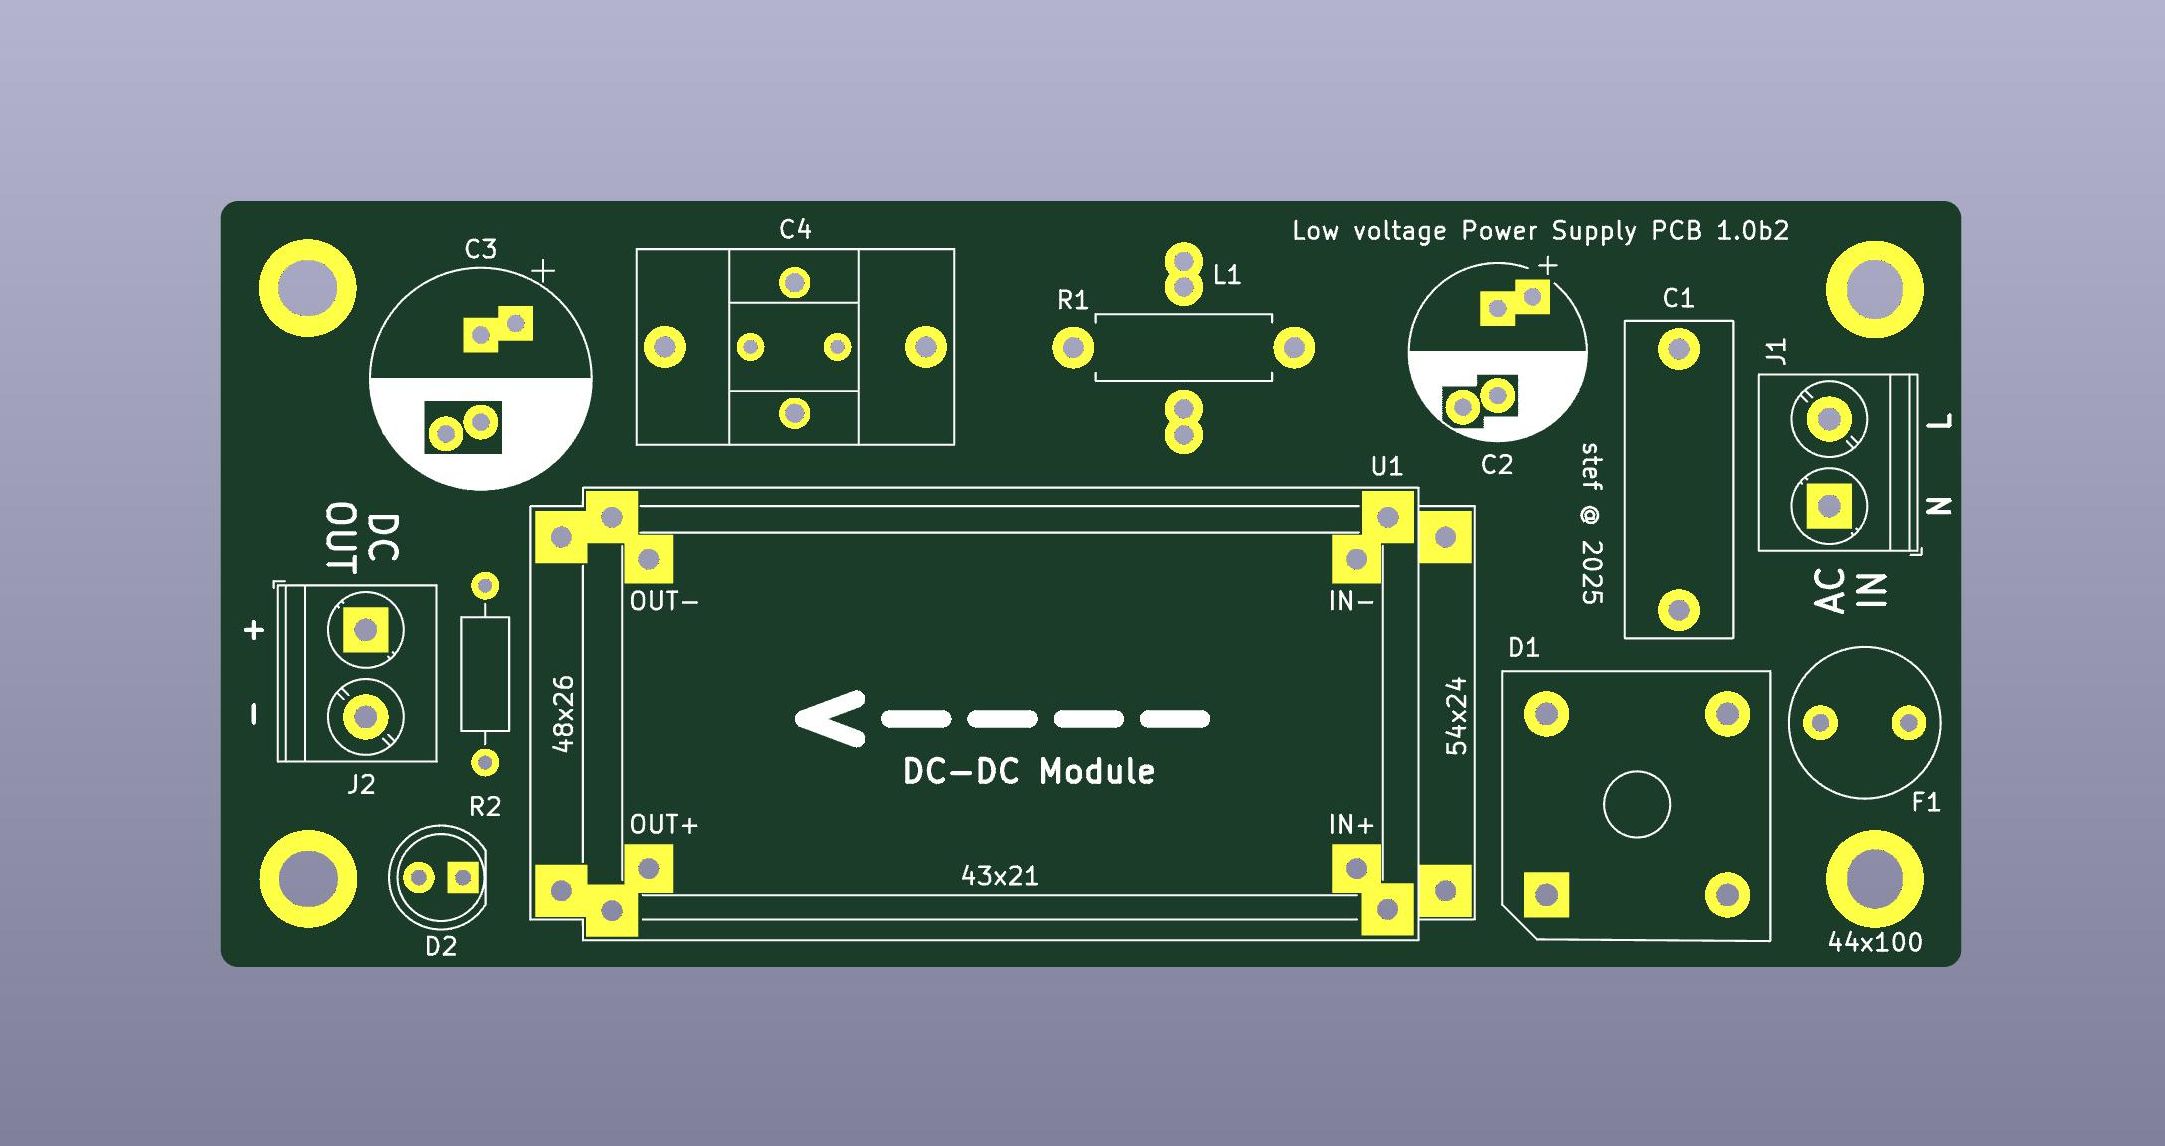 Low voltage Power Supply PCB 1.0b2
C4
C3
+
L1
R1
+
C1
J1
L
N
AC
IN
stef @ 2025
C2
U1
DC
OUT
+
-
J2
R2
D2
OUT-
IN-
48x26
54x24
<----
DC-DC Module
OUT+
IN+
43x21
D1
F1
44x100